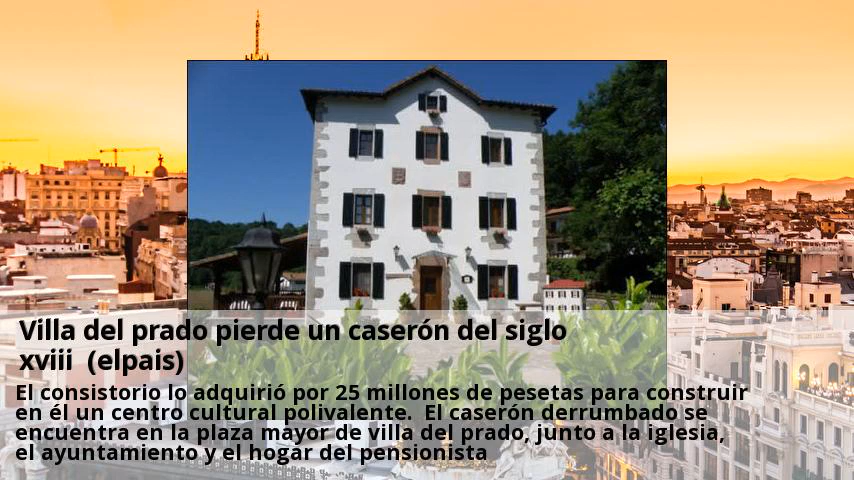 Villa del prado pierde un caserón del siglo
xviii  (elpais)
El consistorio lo adquirió por 25 millones de pesetas para construir
en él un centro cultural polivalente.  El caserón derrumbado se
encuentra en la plaza mayor de villa del prado, junto a la iglesia,
el ayuntamiento y el hogar del pensionista